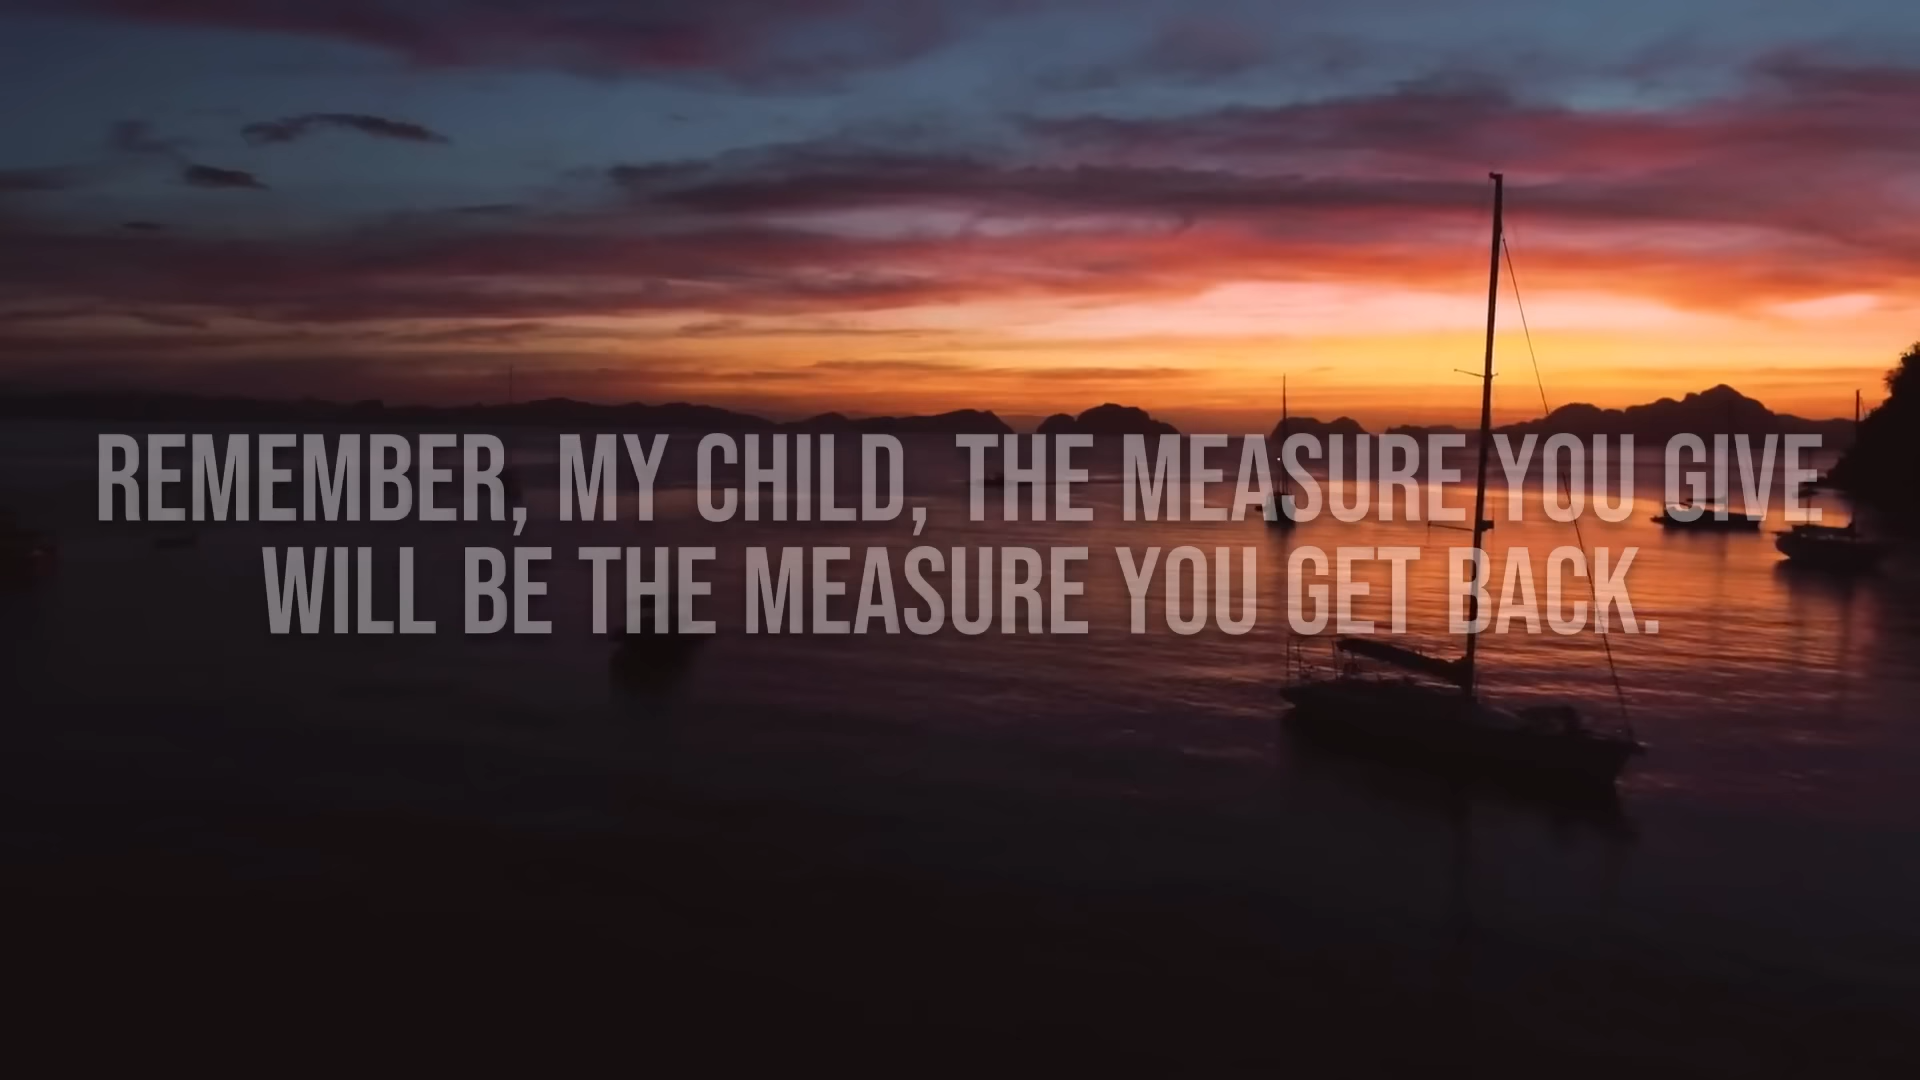 REMEMBER, MY CHILD, THE MEASURE YOU GIVE
WILL BE THE MEASURE YOU GET BACK.